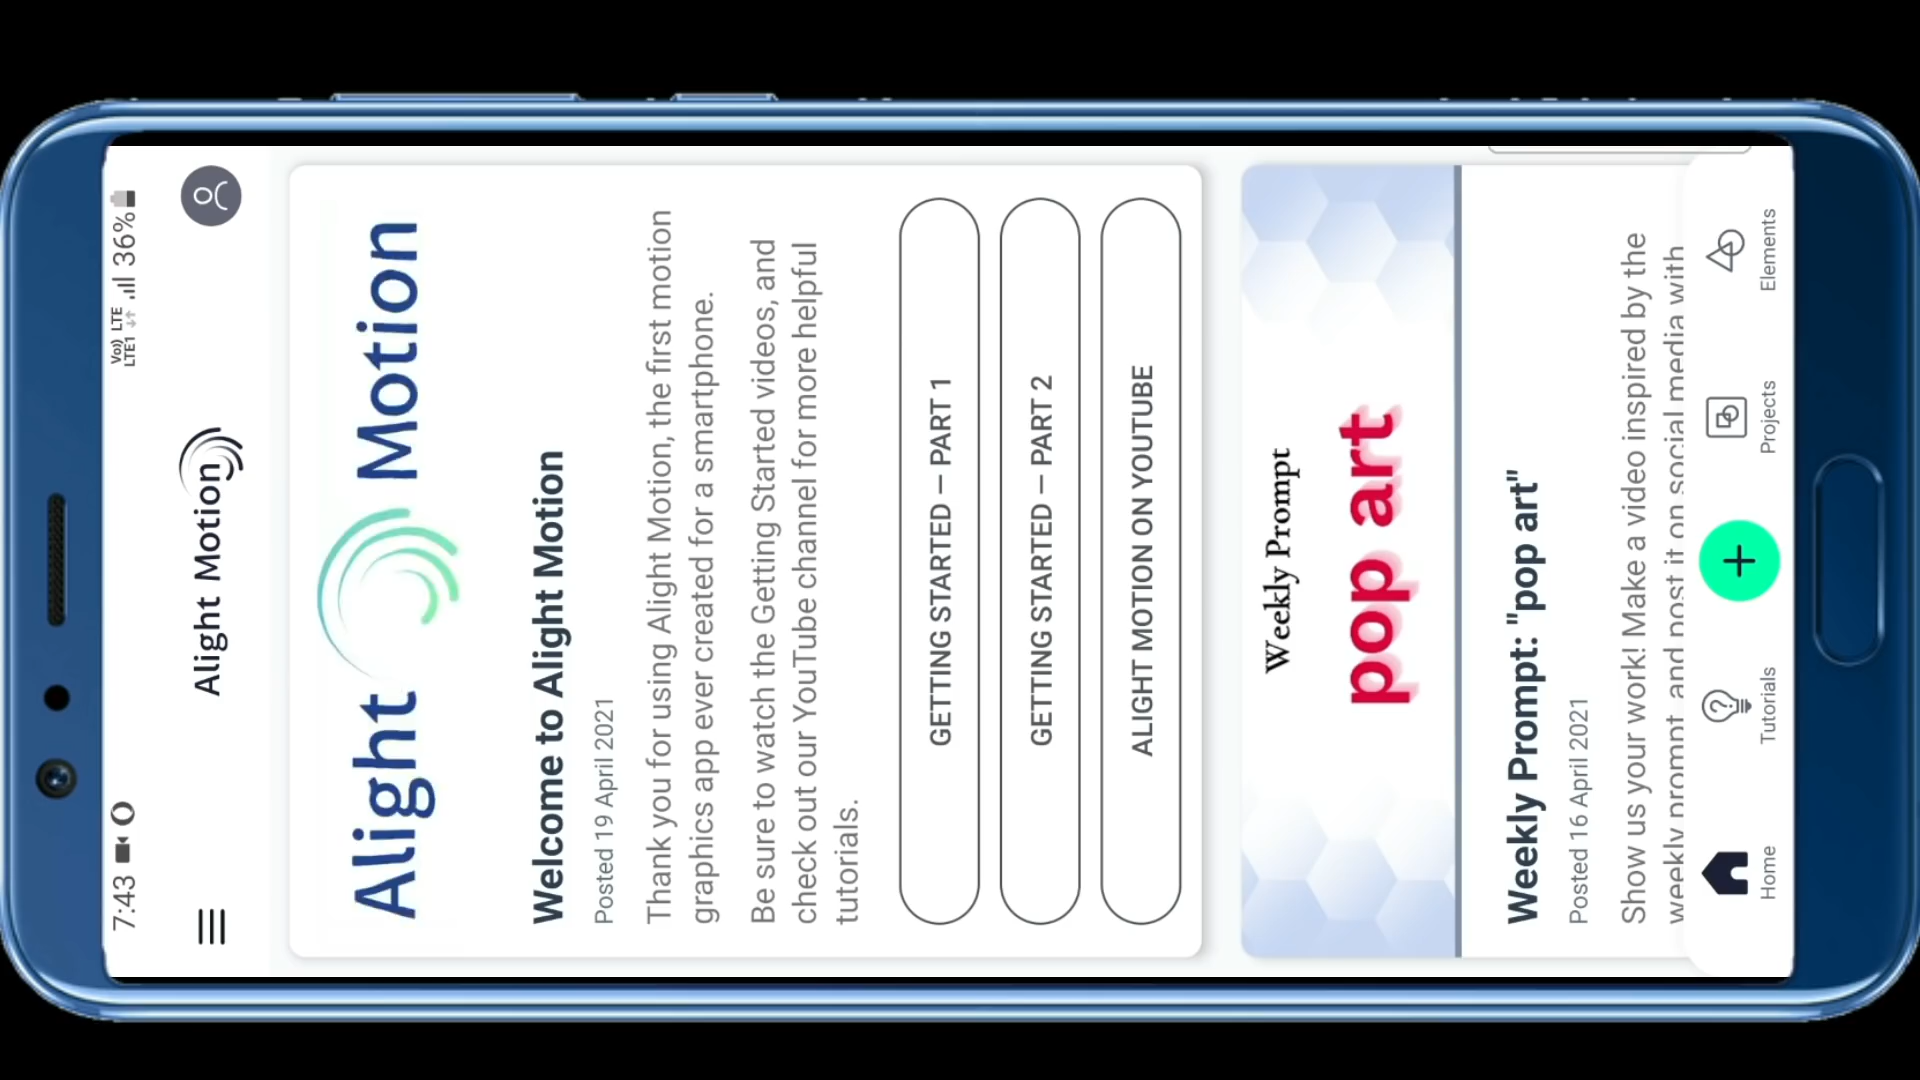 7:43
Voı)) LTE
LTE1
36%
Alight Motion
Alight Motion
Welcome to Alight Motion
Posted 19 April 2021
Thank you for using Alight Motion, the first motion
graphics app ever created for a smartphone.
Be sure to watch the Getting Started videos, and
check out our YouTube channel for more helpful
tutorials.
GETTING STARTED – PART 1
GETTING STARTED – PART 2
ALIGHT MOTION ON YOUTUBE
Weekly Prompt
pop art
Weekly Prompt: "pop art"
Posted 16 April 2021
Show us your work! Make a video inspired by the
weekly prompt, and post it on social media with
Home
Tutorials
Projects
Elements